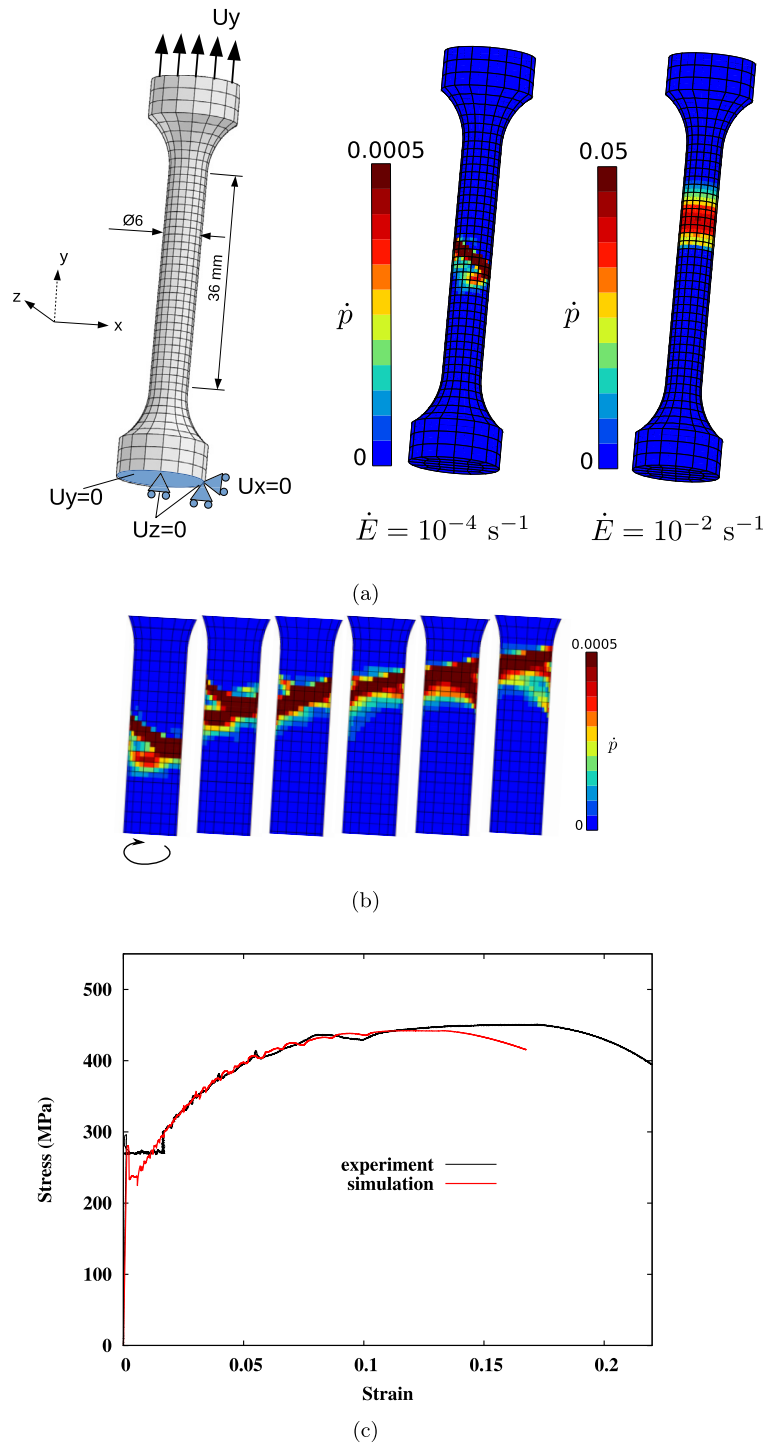 Uy
Ø6
36 mm
y
z
x
Uy=0
Uz=0
Ux=0
0.0005
ṗ
0
Ė = 10⁻⁴ s⁻¹
0.05
ṗ
0
Ė = 10⁻² s⁻¹
(a)
0.0005
ṗ
0
(b)
500
400
300
200
100
0
Stress (MPa)
experiment
simulation
0
0.05
0.1
0.15
0.2
Strain
(c)